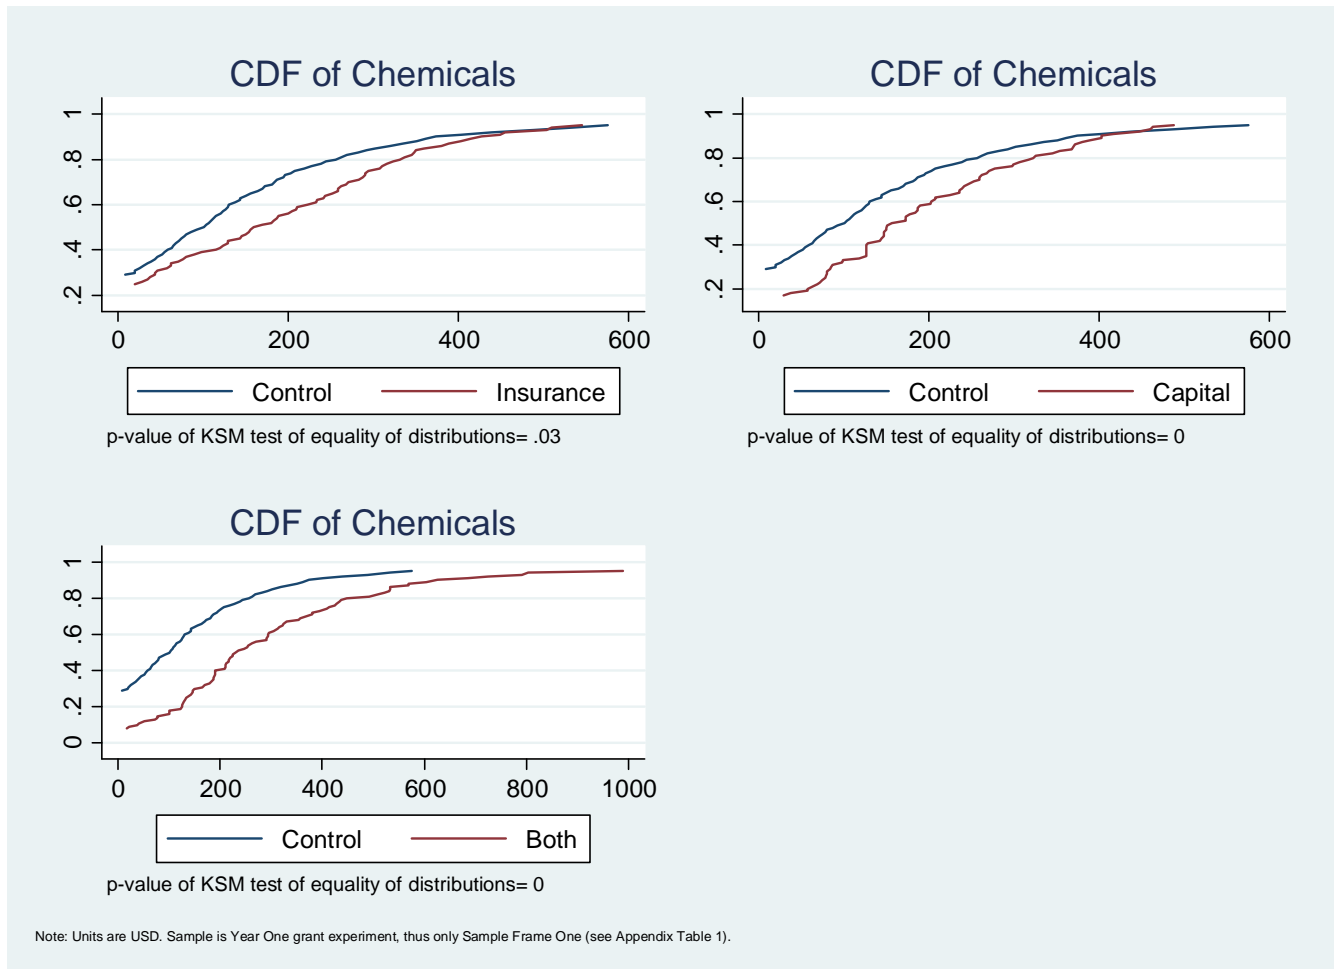 CDF of Chemicals
1
.8
.6
.4
.2
0 200 400 600
Control Insurance
p-value of KSM test of equality of distributions= .03
CDF of Chemicals
1
.8
.6
.4
.2
0 200 400 600
Control Capital
p-value of KSM test of equality of distributions= 0
CDF of Chemicals
1
.8
.6
.4
.2
0
0 200 400 600 800 1000
Control Both
p-value of KSM test of equality of distributions= 0
Note: Units are USD. Sample is Year One grant experiment, thus only Sample Frame One (see Appendix Table 1).